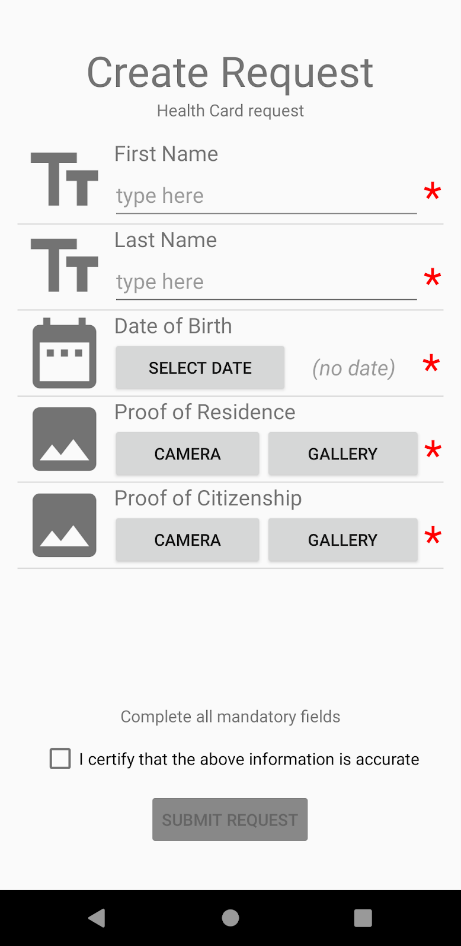 Create Request
Health Card request
First Name
type here *
Last Name
type here *
Date of Birth
SELECT DATE (no date) *
Proof of Residence
CAMERA GALLERY *
Proof of Citizenship
CAMERA GALLERY *
Complete all mandatory fields
I certify that the above information is accurate
SUBMIT REQUEST